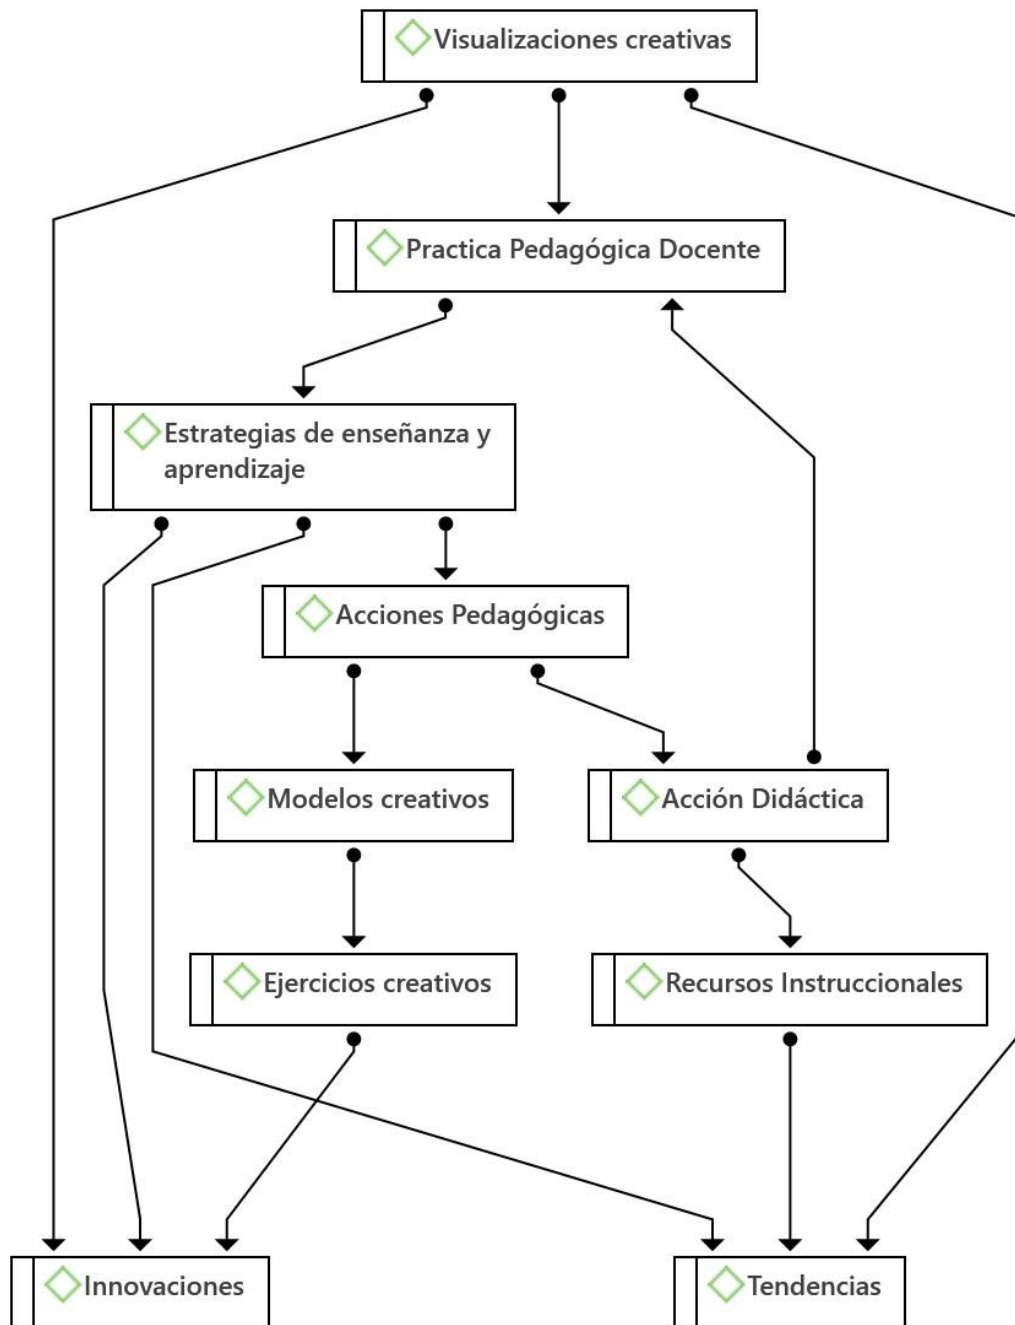 Visualizaciones creativas
Practica Pedagógica Docente
Estrategias de enseñanza y
aprendizaje
Acciones Pedagógicas
Modelos creativos
Acción Didáctica
Ejercicios creativos
Recursos Instruccionales
Innovaciones
Tendencias